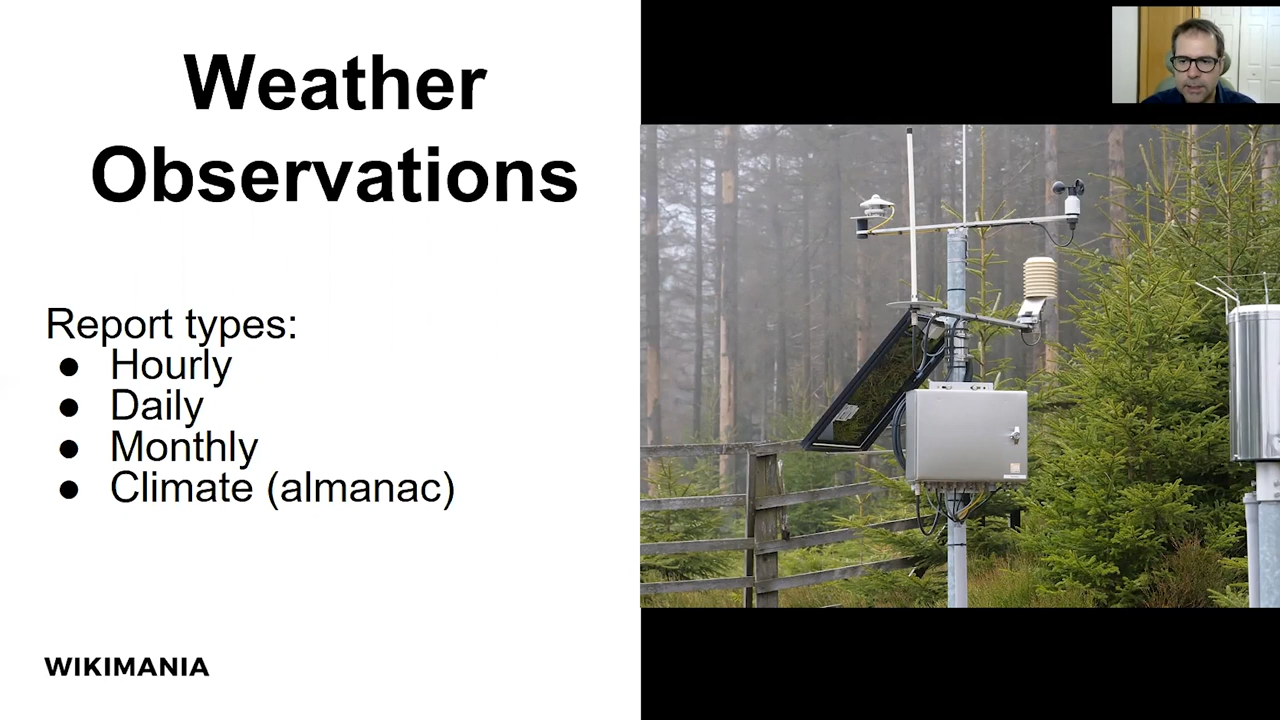 Weather
Observations
Report types:
● Hourly
● Daily
● Monthly
● Climate (almanac)
WIKIMANIA